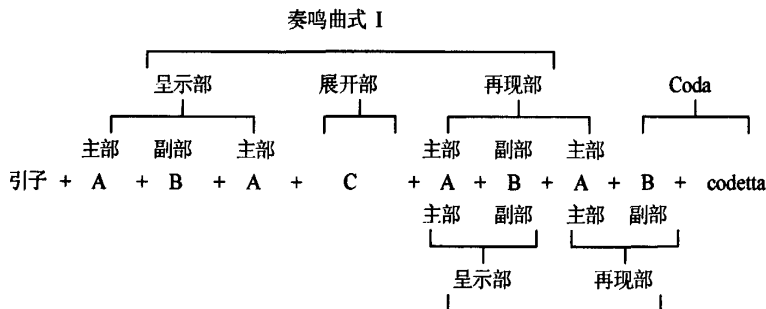 奏鸣曲式 I
呈示部 展开部 再现部 Coda
主部 副部 主部 主部 副部 主部
引子 + A + B + A + C + A + B + A + B + codetta
主部 副部 主部 副部
呈示部 再现部